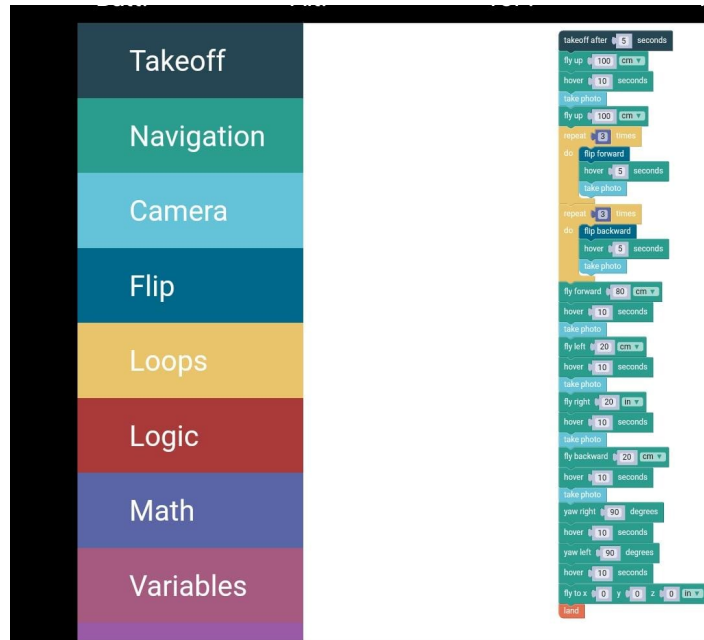 Takeoff
Navigation
Camera
Flip
Loops
Logic
Math
Variables
takeoff after 5 seconds
fly up 100 cm
hover 10 seconds
take photo
fly up 100 cm
repeat 3 times
do flip forward
hover 5 seconds
take photo
repeat 3 times
do flip backward
hover 5 seconds
take photo
fly forward 80 cm
hover 10 seconds
take photo
fly left 20 cm
hover 10 seconds
take photo
fly right 20 in
hover 10 seconds
take photo
fly backward 20 cm
hover 10 seconds
take photo
yaw right 90 degrees
hover 10 seconds
yaw left 90 degrees
hover 10 seconds
fly to x 0 y 0 z 0 in
land